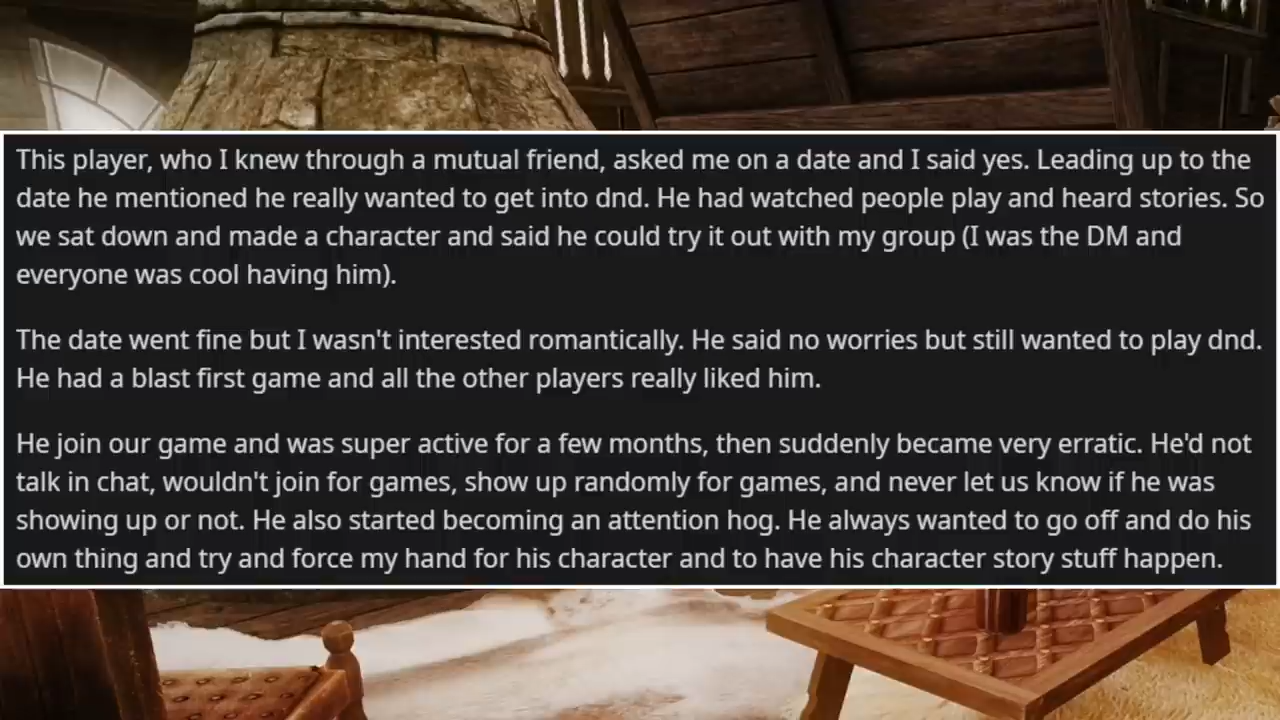 This player, who I knew through a mutual friend, asked me on a date and I said yes. Leading up to the
date he mentioned he really wanted to get into dnd. He had watched people play and heard stories. So
we sat down and made a character and said he could try it out with my group (I was the DM and
everyone was cool having him).
The date went fine but I wasn't interested romantically. He said no worries but still wanted to play dnd.
He had a blast first game and all the other players really liked him.
He join our game and was super active for a few months, then suddenly became very erratic. He'd not
talk in chat, wouldn't join for games, show up randomly for games, and never let us know if he was
showing up or not. He also started becoming an attention hog. He always wanted to go off and do his
own thing and try and force my hand for his character and to have his character story stuff happen.